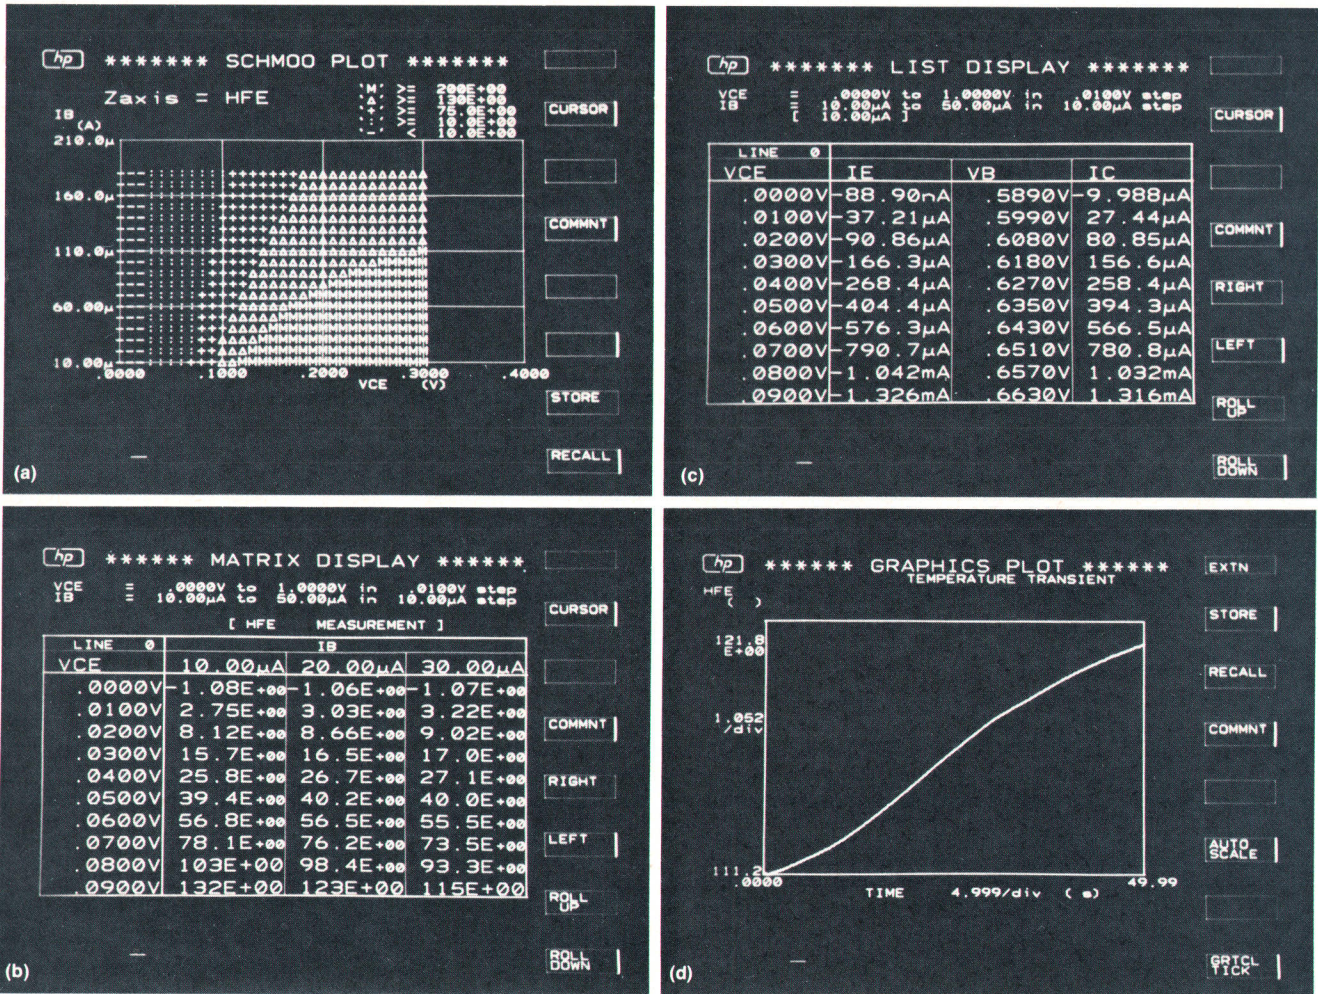 hp ******* SCHMOO PLOT *******
Zaxis = HFE
M >= 200E+00
Δ >= 130E+00
+ >= 75.0E+00
: >= 10.0E+00
- < 10.0E+00
IB
(A)
210.0μ
160.0μ
110.0μ
60.00μ
10.00μ
.0000 .1000 .2000 .3000 .4000
VCE (V)
CURSOR
COMMNT
STORE
RECALL
(a)
hp ******* LIST DISPLAY *******
VCE = .0000V to 1.0000V in .0100V step
IB = 10.00μA to 50.00μA in 10.00μA step
[ 10.00μA ]
LINE 0
VCE IE VB IC
.0000V -88.90nA .5890V -9.988μA
.0100V -37.21μA .5990V 27.44μA
.0200V -90.86μA .6080V 80.85μA
.0300V -166.3μA .6180V 156.6μA
.0400V -268.4μA .6270V 258.4μA
.0500V -404.4μA .6350V 394.3μA
.0600V -576.3μA .6430V 566.5μA
.0700V -790.7μA .6510V 780.8μA
.0800V -1.042mA .6570V 1.032mA
.0900V -1.326mA .6630V 1.316mA
CURSOR
COMMNT
RIGHT
LEFT
ROLL
UP
ROLL
DOWN
(c)
hp ****** MATRIX DISPLAY ******
VCE = .0000V to 1.0000V in .0100V step
IB = 10.00μA to 50.00μA in 10.00μA step
[ HFE MEASUREMENT ]
LINE 0 IB
VCE 10.00μA 20.00μA 30.00μA
.0000V -1.08E+00 -1.06E+00 -1.07E+00
.0100V 2.75E+00 3.03E+00 3.22E+00
.0200V 8.12E+00 8.66E+00 9.02E+00
.0300V 15.7E+00 16.5E+00 17.0E+00
.0400V 25.8E+00 26.7E+00 27.1E+00
.0500V 39.4E+00 40.2E+00 40.0E+00
.0600V 56.8E+00 56.5E+00 55.5E+00
.0700V 78.1E+00 76.2E+00 73.5E+00
.0800V 103E+00 98.4E+00 93.3E+00
.0900V 132E+00 123E+00 115E+00
CURSOR
COMMNT
RIGHT
LEFT
ROLL
UP
ROLL
DOWN
(b)
hp ****** GRAPHICS PLOT ******
TEMPERATURE TRANSIENT
HFE
( )
121.8
E+00
1.052
/div
111.2
.0000 49.99
TIME 4.999/div ( s)
EXTN
STORE
RECALL
COMMNT
AUTO
SCALE
GRTCL
TICK
(d)